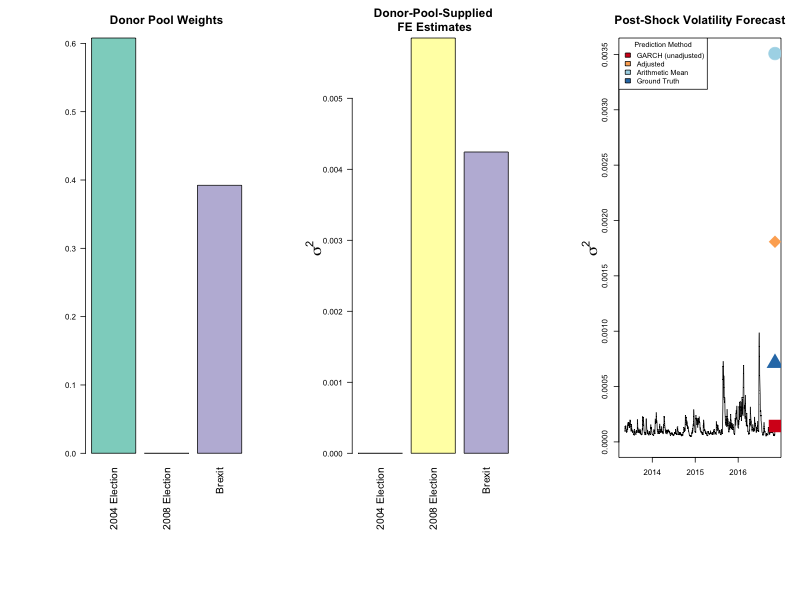 Donor Pool Weights
0.6
0.5
0.4
0.3
0.2
0.1
0.0
2004 Election
2008 Election
Brexit
Donor-Pool-Supplied
FE Estimates
σ2
0.005
0.004
0.003
0.002
0.001
0.000
2004 Election
2008 Election
Brexit
Post-Shock Volatility Forecast
σ2
0.0035
0.0030
0.0025
0.0020
0.0015
0.0010
0.0005
0.0000
Prediction Method
GARCH (unadjusted)
Adjusted
Arithmetic Mean
Ground Truth
2014
2015
2016